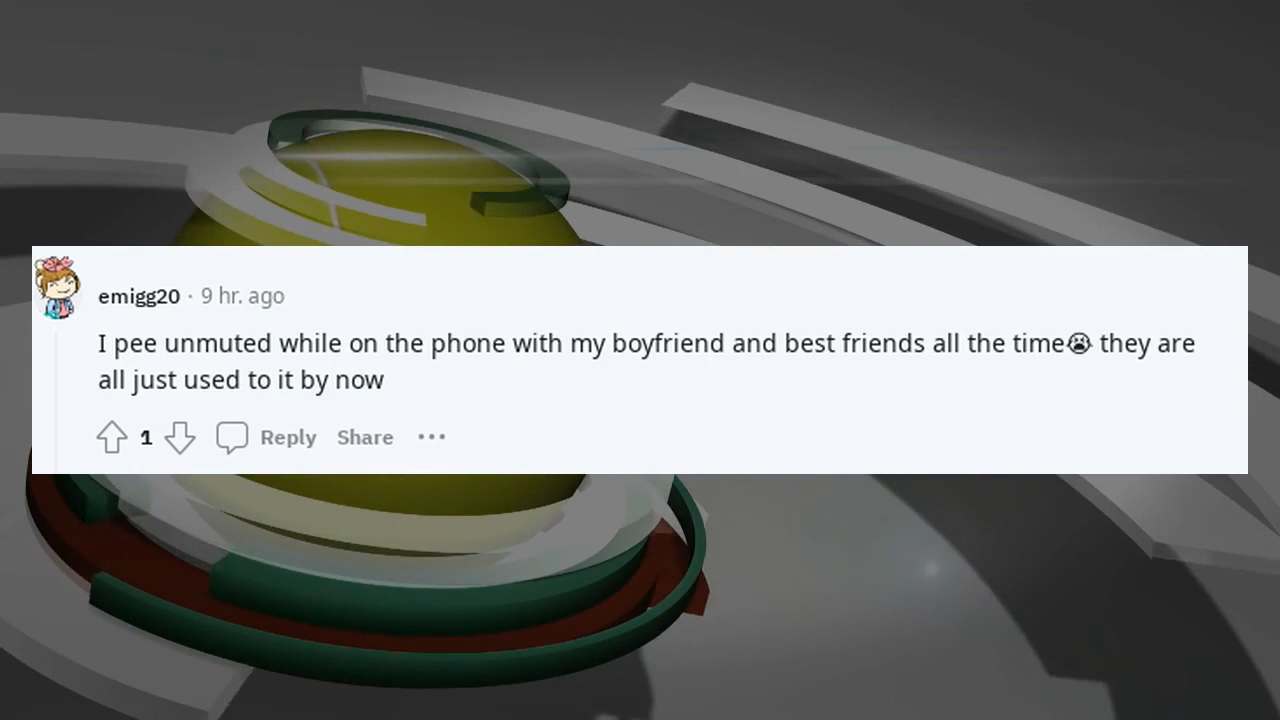 emigg20 · 9 hr. ago
I pee unmuted while on the phone with my boyfriend and best friends all the time😭 they are
all just used to it by now
1 Reply Share ···